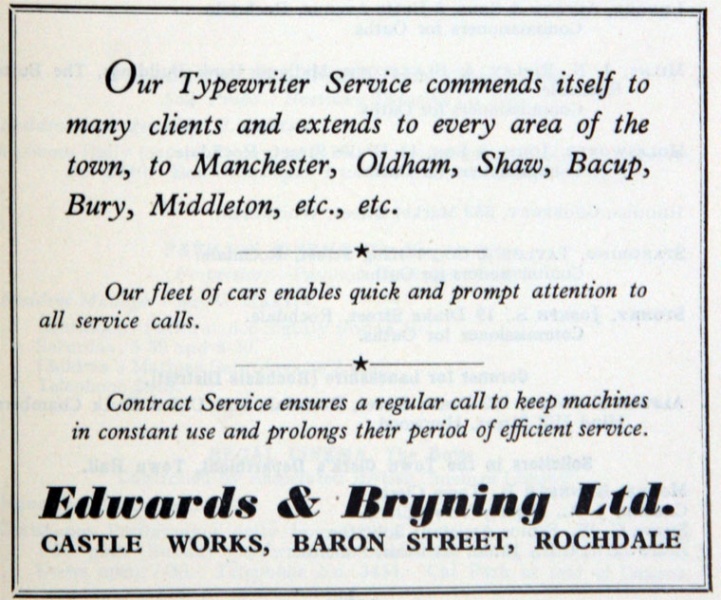 Our Typewriter Service commends itself to
many clients and extends to every area of the
town, to Manchester, Oldham, Shaw, Bacup,
Bury, Middleton, etc., etc.
Our fleet of cars enables quick and prompt attention to
all service calls.
Contract Service ensures a regular call to keep machines
in constant use and prolongs their period of efficient service.
Edwards & Bryning Ltd.
CASTLE WORKS, BARON STREET, ROCHDALE